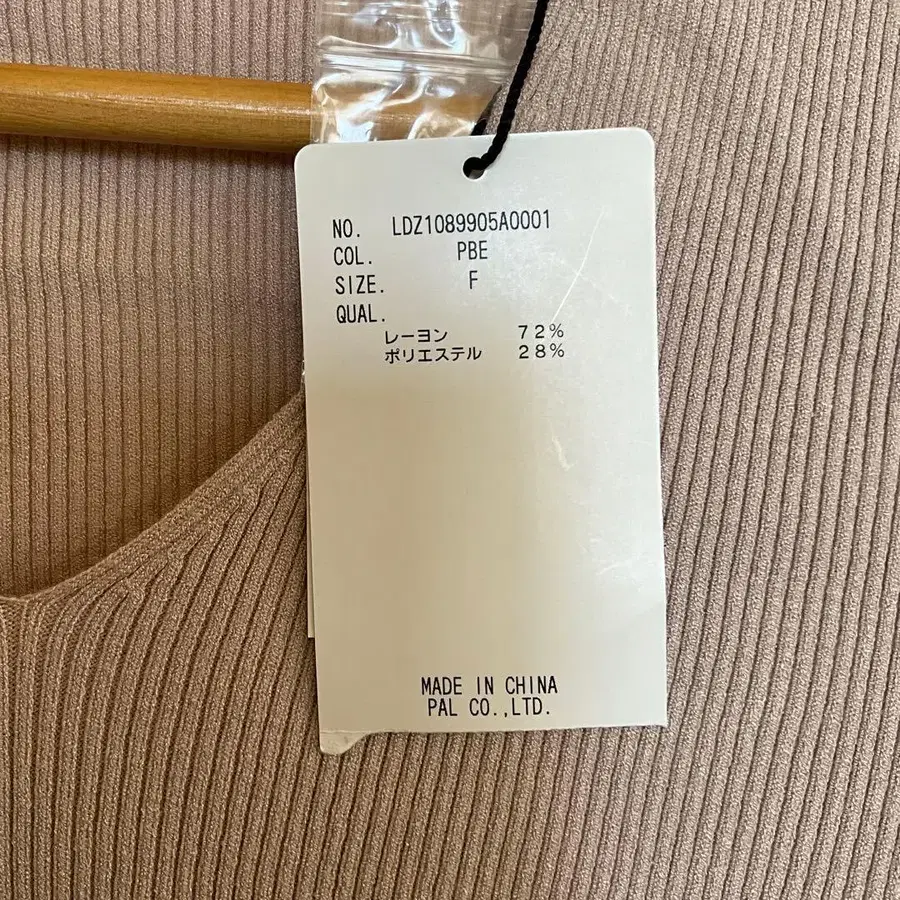 NO. LDZ1089905A0001
COL. PBE
SIZE. F
QUAL.
レーヨン 72%
ポリエステル 28%
MADE IN CHINA
PAL CO.,LTD.